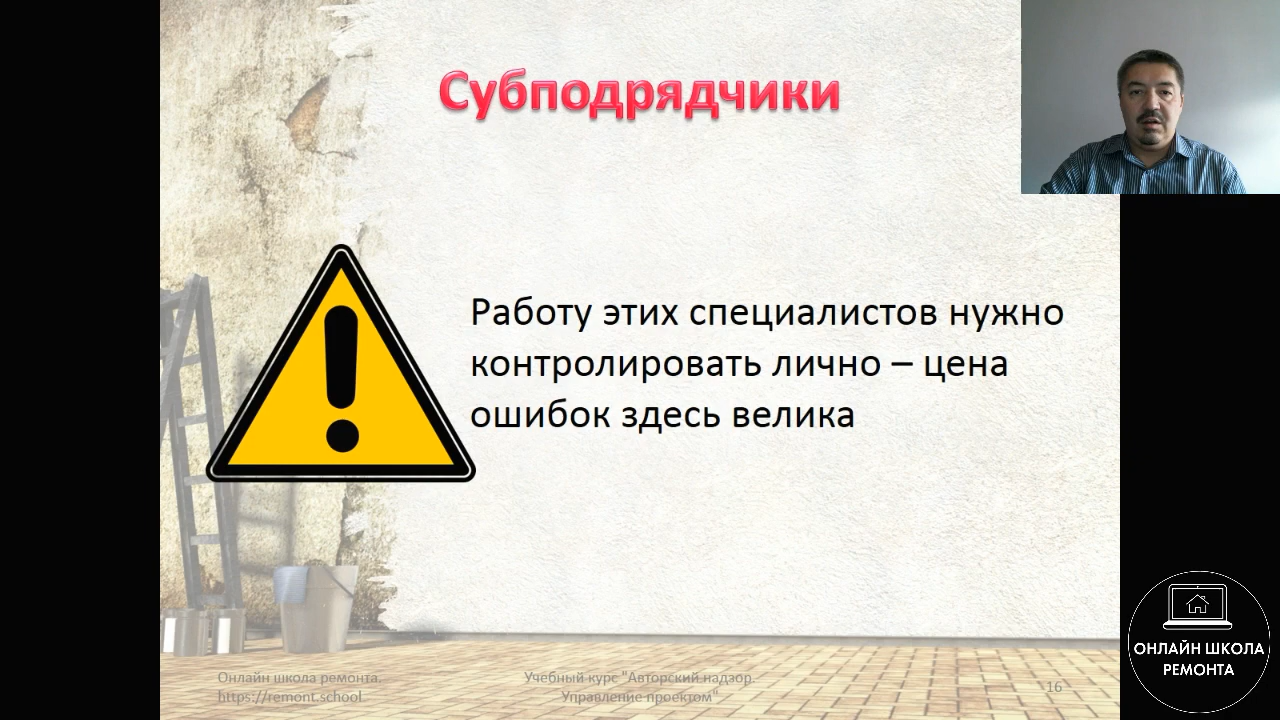 Субподрядчики
Работу этих специалистов нужно
контролировать лично – цена
ошибок здесь велика
Онлайн школа ремонта.
https://remont.school
Учебный курс "Авторский надзор.
Управление проектом"
16
ОНЛАЙН ШКОЛА
РЕМОНТА